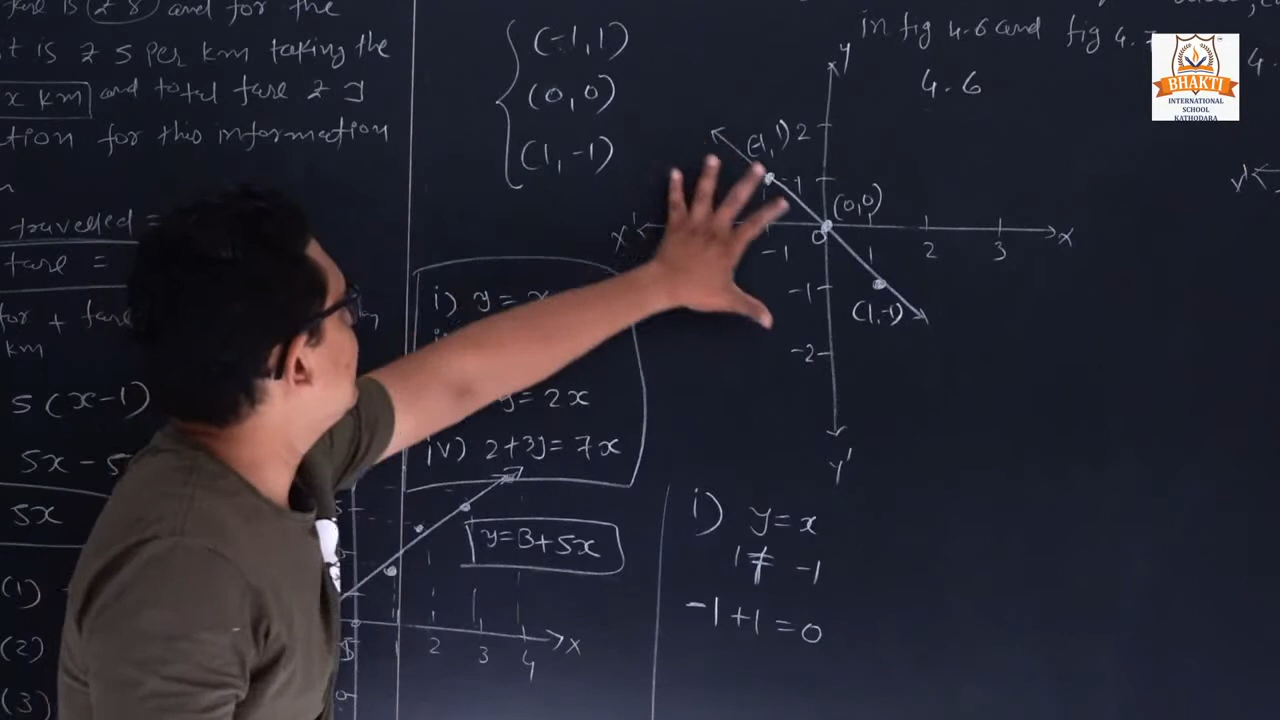 fare is ₹ 8 and for the
it is ₹ 5 per km taking the
x km and total fare ₹ y
tion for this information
travelled =
fare =
for + fare
km
5(x-1)
5x - 5
5x
(1)
(2)
(3)
(-1,1)
(0,0)
(1,-1)
i) y = x
y = 2x
iv) 2+3y = 7x
y=3+5x
1
2
3
4
x
in fig 4.6 and fig 4.7
4.6
y
2
(-1,1)
1
(0,0)
x'
-1
0
1
2
3
x
-1
(1,-1)
-2
y'
i) y = x
1 ≠ -1
-1 + 1 = 0
4.
y'
BHAKTI
INTERNATIONAL
SCHOOL
KATHODARA